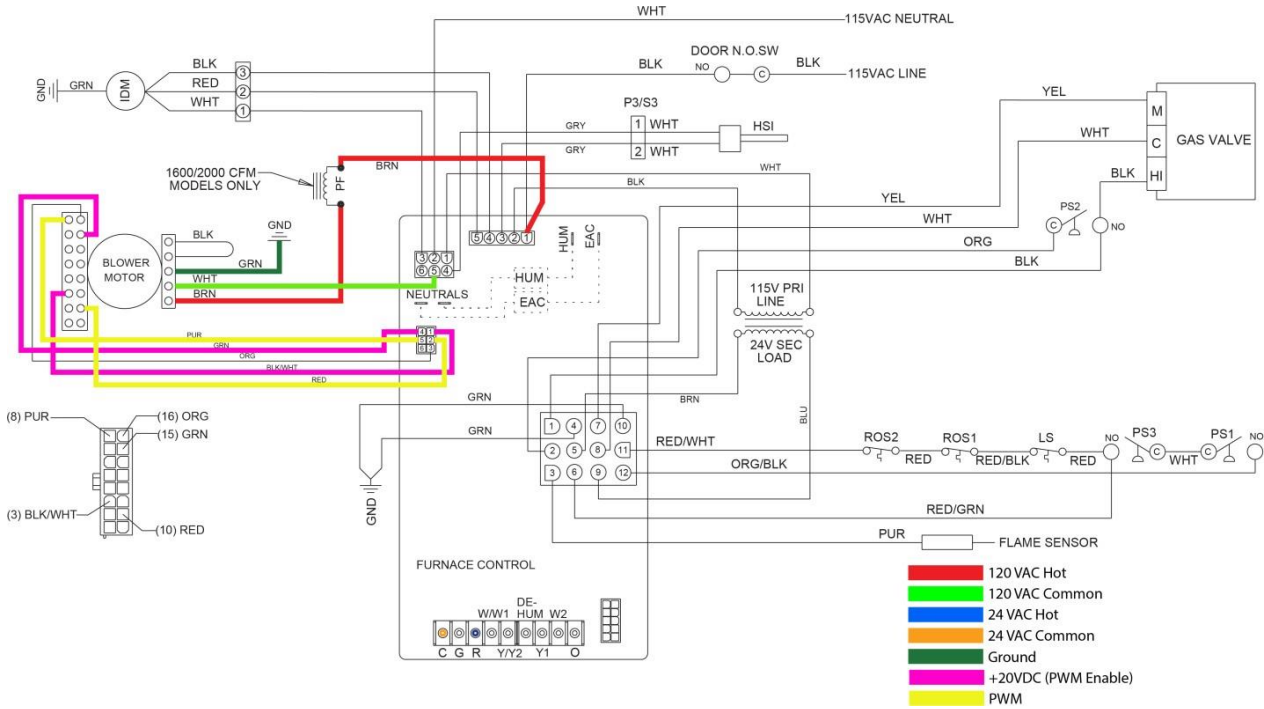 WHT
115VAC NEUTRAL
DOOR N.O.SW
BLK
NO
C
BLK
115VAC LINE
GND
GRN
IDM
BLK
RED
WHT
3
2
1
P3/S3
1 WHT
2 WHT
GRY
GRY
HSI
YEL
WHT
BLK
M
C
HI
GAS VALVE
1600/2000 CFM
MODELS ONLY
PF
BRN
BLK
WHT
YEL
WHT
ORG
BLK
PS2
C
NO
BLOWER
MOTOR
BLK
GRN
GND
WHT
BRN
5 4 3 2 1
3 2 1
6 5 4
NEUTRALS
HUM
EAC
HUM
EAC
115V PRI
LINE
24V SEC
LOAD
4 1
5 2
6 3
PUR
GRN
ORG
BLK/WHT
RED
BRN
BLU
(8) PUR
(16) ORG
(15) GRN
(3) BLK/WHT
(10) RED
GRN
GRN
GND
1 4 7 10
2 5 8 11
3 6 9 12
RED/WHT
ORG/BLK
RED/GRN
PUR
ROS2
RED
ROS1
RED/BLK
LS
RED
NO
PS3
C
WHT
C
PS1
NO
FLAME SENSOR
FURNACE CONTROL
W/W1
DE-
HUM
W2
C G R Y/Y2 Y1 O
120 VAC Hot
120 VAC Common
24 VAC Hot
24 VAC Common
Ground
+20VDC (PWM Enable)
PWM